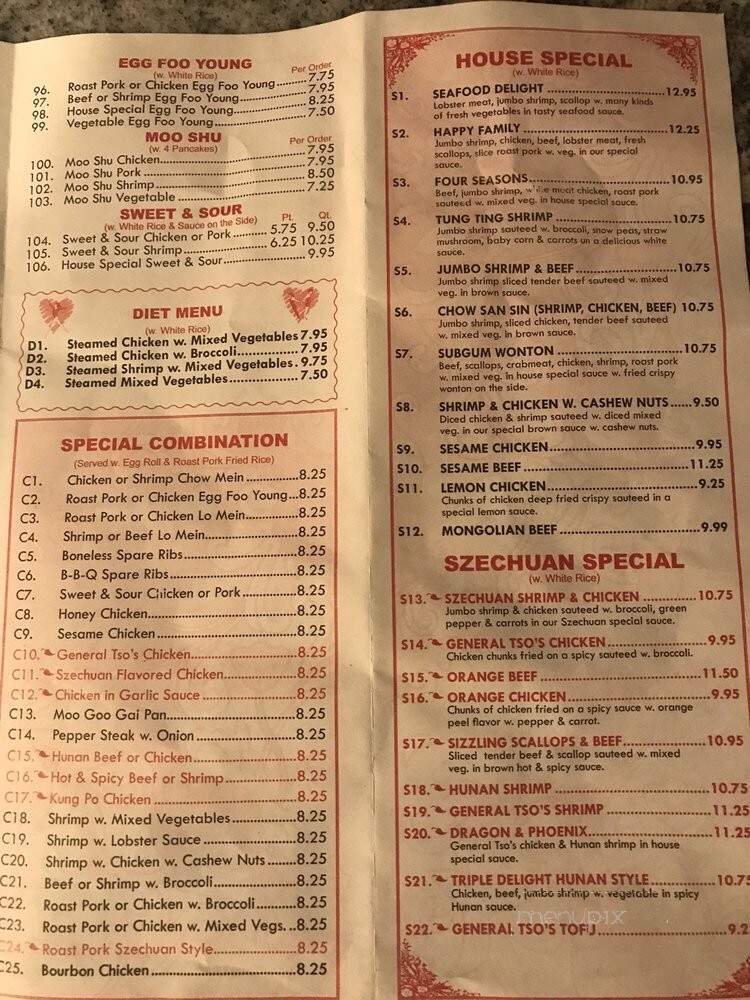 EGG FOO YOUNG
(w. White Rice)
Per Order
96. Roast Pork or Chicken Egg Foo Young 7.75
97. Beef or Shrimp Egg Foo Young 7.95
98. House Special Egg Foo Young 8.25
99. Vegetable Egg Foo Young 7.50
MOO SHU
(w. 4 Pancakes)
Per Order
100. Moo Shu Chicken 7.95
101. Moo Shu Pork 7.95
102. Moo Shu Shrimp 8.50
103. Moo Shu Vegetable 7.25
SWEET & SOUR
(w. White Rice & Sauce on the Side) Pt. Qt.
104. Sweet & Sour Chicken or Pork 5.75 9.50
105. Sweet & Sour Shrimp 6.25 10.25
106. House Special Sweet & Sour 9.95
DIET MENU
(w. White Rice)
D1. Steamed Chicken w. Mixed Vegetables 7.95
D2. Steamed Chicken w. Broccoli 7.95
D3. Steamed Shrimp w. Mixed Vegetables. 9.75
D4. Steamed Mixed Vegetables 7.50
SPECIAL COMBINATION
(Served w. Egg Roll & Roast Pork Fried Rice)
C1. Chicken or Shrimp Chow Mein 8.25
C2. Roast Pork or Chicken Egg Foo Young...8.25
C3. Roast Pork or Chicken Lo Mein 8.25
C4. Shrimp or Beef Lo Mein 8.25
C5. Boneless Spare Ribs 8.25
C6. B-B-Q Spare Ribs 8.25
C7. Sweet & Sour Chicken or Pork 8.25
C8. Honey Chicken 8.25
C9. Sesame Chicken 8.25
C10. General Tso's Chicken 8.25
C11. Szechuan Flavored Chicken 8.25
C12. Chicken in Garlic Sauce 8.25
C13. Moo Goo Gai Pan 8.25
C14. Pepper Steak w. Onion 8.25
C15. Hunan Beef or Chicken 8.25
C16. Hot & Spicy Beef or Shrimp 8.25
C17. Kung Po Chicken 8.25
C18. Shrimp w. Mixed Vegetables 8.25
C19. Shrimp w. Lobster Sauce 8.25
C20. Shrimp w. Chicken w. Cashew Nuts 8.25
C21. Beef or Shrimp w. Broccoli 8.25
C22. Roast Pork or Chicken w. Broccoli 8.25
C23. Roast Pork or Chicken w. Mixed Vegs. ..8.25
C24. Roast Pork Szechuan Style 8.25
C25. Bourbon Chicken 8.25
HOUSE SPECIAL
(w. White Rice)
S1. SEAFOOD DELIGHT 12.95
Lobster meat, jumbo shrimp, scallop w. many kinds
of fresh vegetables in tasty seafood sauce.
S2. HAPPY FAMILY 12.25
Jumbo shrimp, chicken, beef, lobster meat, fresh
scallops, slice roast pork w. veg. in our special
sauce.
S3. FOUR SEASONS 10.95
Beef, jumbo shrimp, white meat chicken, roast pork
sauteed w. mixed veg. in house special sauce.
S4. TUNG TING SHRIMP 10.75
Jumbo shrimp sauteed w. broccoli, snow peas, straw
mushroom, baby corn & carrots un a delicious white
sauce.
S5. JUMBO SHRIMP & BEEF 10.75
Jumbo shrimp sliced tender beef sauteed w. mixed
veg. in brown sauce.
S6. CHOW SAN SIN (SHRIMP, CHICKEN, BEEF) 10.75
Jumbo shrimp, sliced chicken, tender beef sauteed
w. mixed veg. in brown sauce.
S7. SUBGUM WONTON 10.75
Beef, scallops, crabmeat, chicken, shrimp, roast pork
w. mixed veg. in house special sauce w. fried crispy
wonton on the side.
S8. SHRIMP & CHICKEN W. CASHEW NUTS 9.50
Diced chicken & shrimp sauteed w. diced mixed
veg. in our special brown sauce w. cashew nuts.
S9. SESAME CHICKEN 9.95
S10. SESAME BEEF 11.25
S11. LEMON CHICKEN 9.25
Chunks of chicken deep fried crispy sauteed in a
special lemon sauce.
S12. MONGOLIAN BEEF 9.99
SZECHUAN SPECIAL
(w. White Rice)
S13. SZECHUAN SHRIMP & CHICKEN 10.75
Jumbo shrimp & chicken sauteed w. broccoli, green
pepper & carrots in our Szechuan special sauce.
S14. GENERAL TSO'S CHICKEN 9.95
Chicken chunks fried on a spicy sauteed w. broccoli.
S15. ORANGE BEEF 11.50
S16. ORANGE CHICKEN 9.95
Chunks of chicken fried on a spicy sauce w. orange
peel flavor w. pepper & carrot.
S17. SIZZLING SCALLOPS & BEEF 10.95
Sliced tender beef & scallop sauteed w. mixed
veg. in brown hot & spicy sauce.
S18. HUNAN SHRIMP 10.75
S19. GENERAL TSO'S SHRIMP 11.25
S20. DRAGON & PHOENIX 11.25
General Tso's chicken & Hunan shrimp in house
special sauce.
S21. TRIPLE DELIGHT HUNAN STYLE 10.75
Chicken, beef, jumbo shrimp w. vegetable in spicy
Hunan sauce.
menupix
S22. GENERAL TSO'S TOFU 9.2